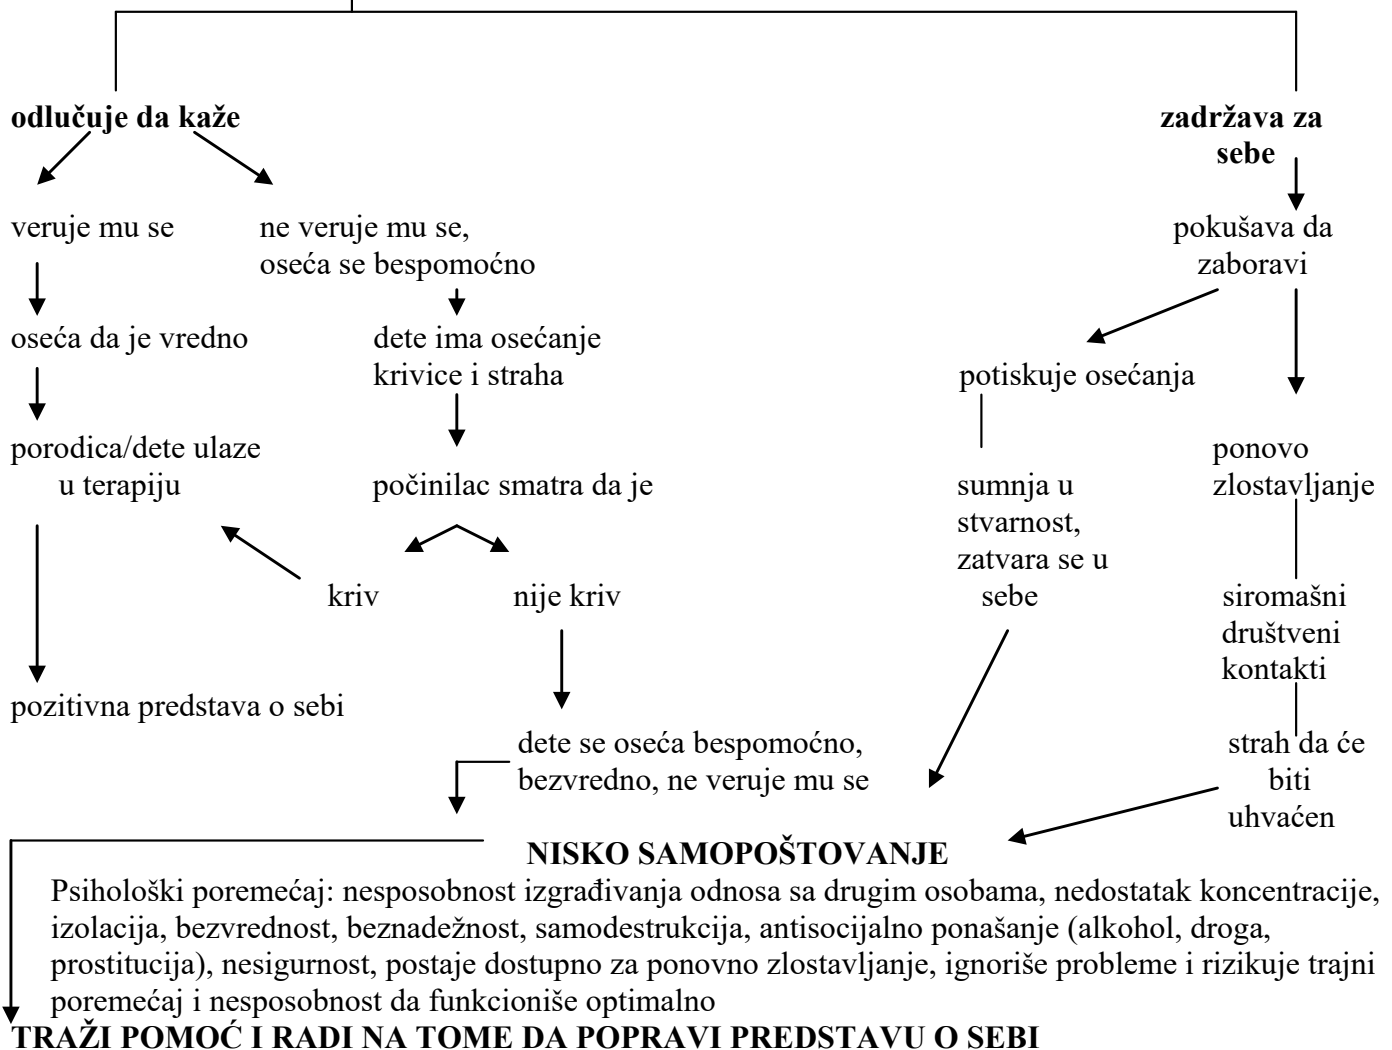 odlučuje da kaže
zadržava za
sebe
veruje mu se
ne veruje mu se,
oseća se bespomoćno
pokušava da
zaboravi
oseća da je vredno
dete ima osećanje
krivice i straha
potiskuje osećanja
porodica/dete ulaze
u terapiju
počinilac smatra da je
sumnja u
stvarnost,
zatvara se u
sebe
ponovo
zlostavljanje
kriv
nije kriv
siromašni
društveni
kontakti
pozitivna predstava o sebi
dete se oseća bespomoćno,
bezvredno, ne veruje mu se
strah da će
biti
uhvaćen
NISKO SAMOPOŠTOVANJE
Psihološki poremećaj: nesposobnost izgrađivanja odnosa sa drugim osobama, nedostatak koncentracije,
izolacija, bezvrednost, beznadežnost, samodestrukcija, antisocijalno ponašanje (alkohol, droga,
prostitucija), nesigurnost, postaje dostupno za ponovno zlostavljanje, ignoriše probleme i rizikuje trajni
poremećaj i nesposobnost da funkcioniše optimalno
TRAŽI POMOĆ I RADI NA TOME DA POPRAVI PREDSTAVU O SEBI